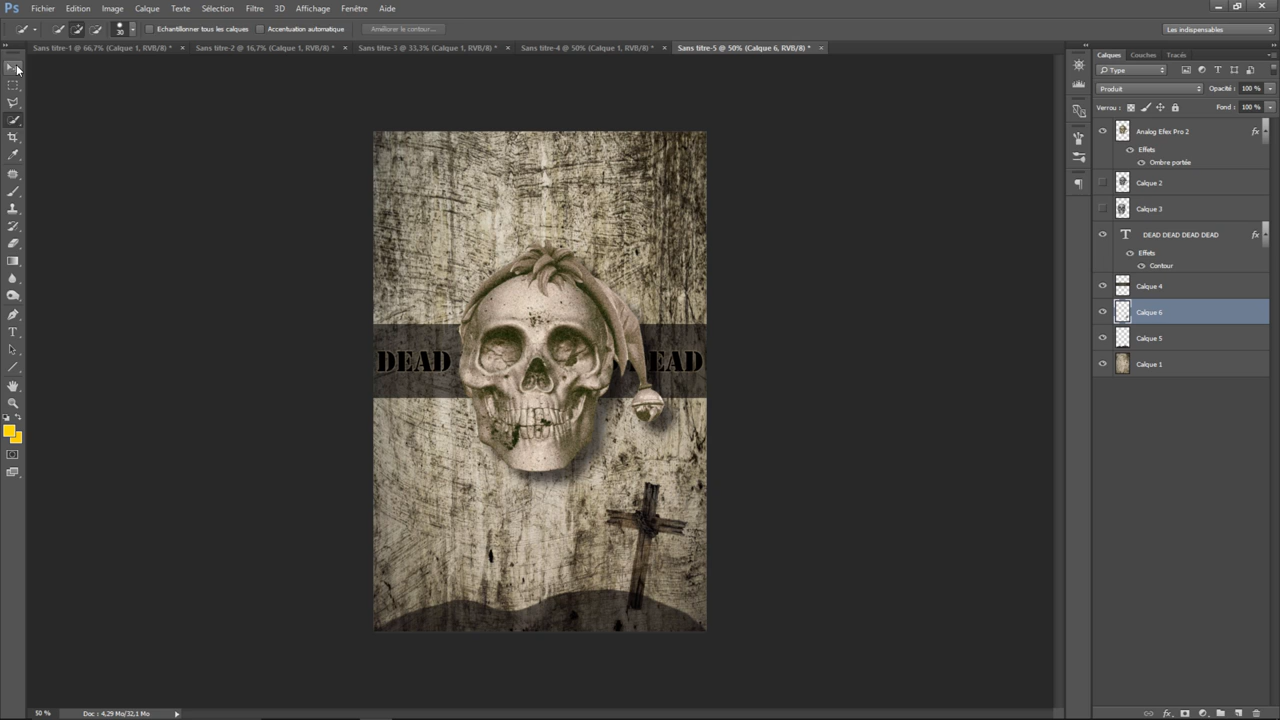 Ps Fichier Edition Image Calque Texte Sélection Filtre 3D Affichage Fenêtre Aide
30 Echantillonner tous les calques Accentuation automatique Améliorer le contour... Les indispensables
Sans titre-1 @ 66,7% (Calque 1, RVB/8) * × Sans titre-2 @ 16,7% (Calque 1, RVB/8) * × Sans titre-3 @ 33,3% (Calque 1, RVB/8) * × Sans titre-4 @ 50% (Calque 1, RVB/8) * × Sans titre-5 @ 50% (Calque 6, RVB/8) * ×
Calques Couches Tracés
Type
Produit Opacité : 100 %
Verrou : Fond : 100 %
Analog Efex Pro 2 fx
Effets
Ombre portée
Calque 2
Calque 3
T DEAD DEAD DEAD DEAD fx
Effets
Contour
Calque 4
Calque 6
Calque 5
Calque 1
DEAD EAD
50 % Doc : 4,29 Mo/32,1 Mo